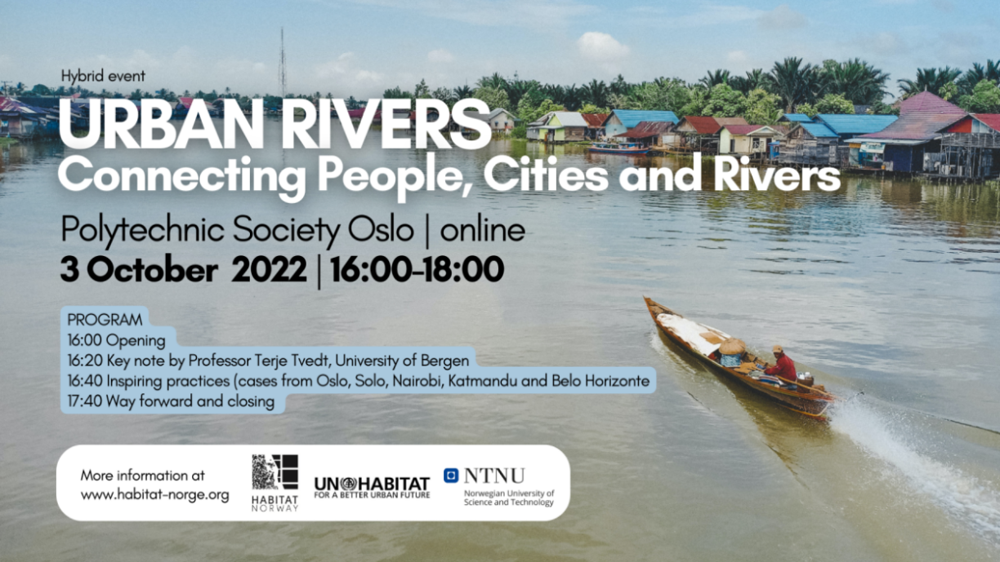 Hybrid event
URBAN RIVERS
Connecting People, Cities and Rivers
Polytechnic Society Oslo | online
3 October 2022 | 16:00-18:00
PROGRAM
16:00 Opening
16:20 Key note by Professor Terje Tvedt, University of Bergen
16:40 Inspiring practices (cases from Oslo, Solo, Nairobi, Katmandu and Belo Horizonte
17:40 Way forward and closing
More information at
www.habitat-norge.org
HABITAT
NORWAY
UN HABITAT
FOR A BETTER URBAN FUTURE
NTNU
Norwegian University of
Science and Technology